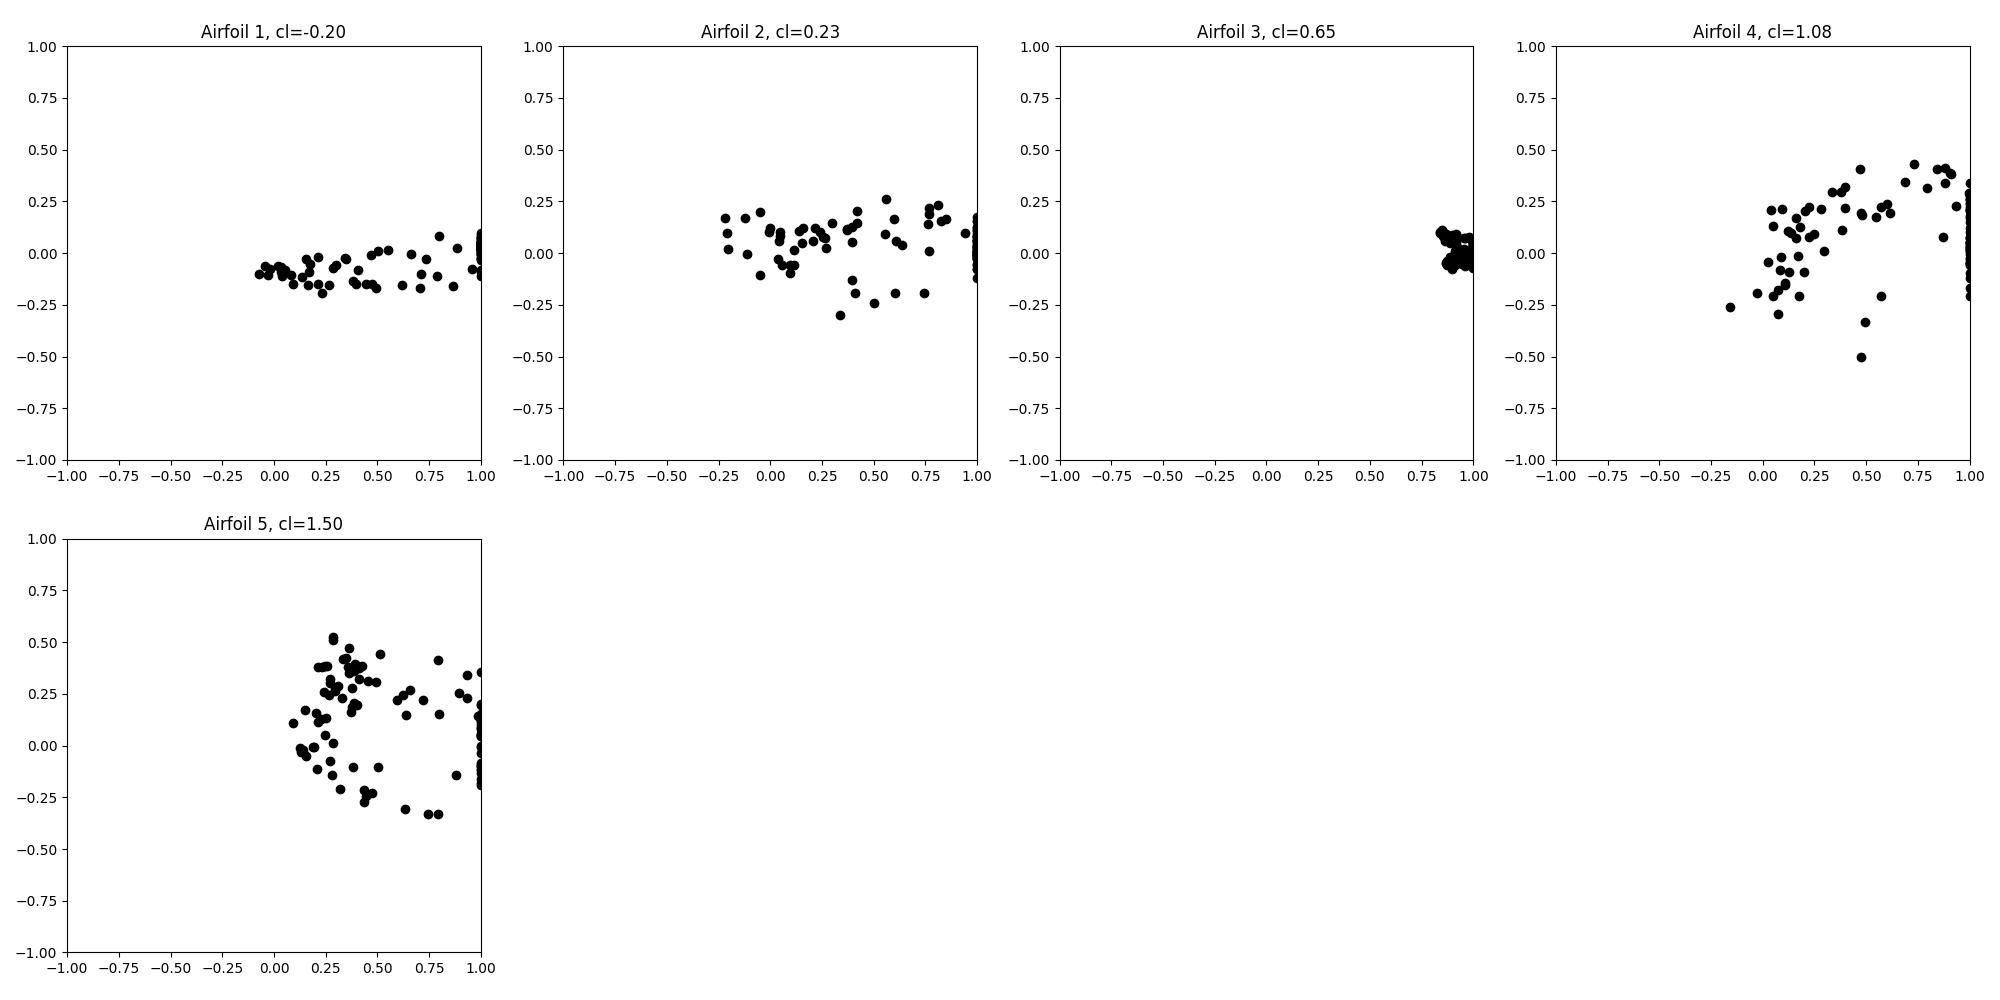 Airfoil 1, cl=-0.20
Airfoil 2, cl=0.23
Airfoil 3, cl=0.65
Airfoil 4, cl=1.08
1.00 1.00 1.00 1.00
0.75 0.75 0.75 0.75
0.50 0.50 0.50 0.50
0.25 0.25 0.25 0.25
0.00 0.00 0.00 0.00
−0.25 −0.25 −0.25 −0.25
−0.50 −0.50 −0.50 −0.50
−0.75 −0.75 −0.75 −0.75
−1.00 −1.00 −1.00 −1.00
−1.00 −0.75 −0.50 −0.25 0.00 0.25 0.50 0.75 1.00
−1.00 −0.75 −0.50 −0.25 0.00 0.25 0.50 0.75 1.00
−1.00 −0.75 −0.50 −0.25 0.00 0.25 0.50 0.75 1.00
−1.00 −0.75 −0.50 −0.25 0.00 0.25 0.50 0.75 1.00
Airfoil 5, cl=1.50
1.00
0.75
0.50
0.25
0.00
−0.25
−0.50
−0.75
−1.00
−1.00 −0.75 −0.50 −0.25 0.00 0.25 0.50 0.75 1.00